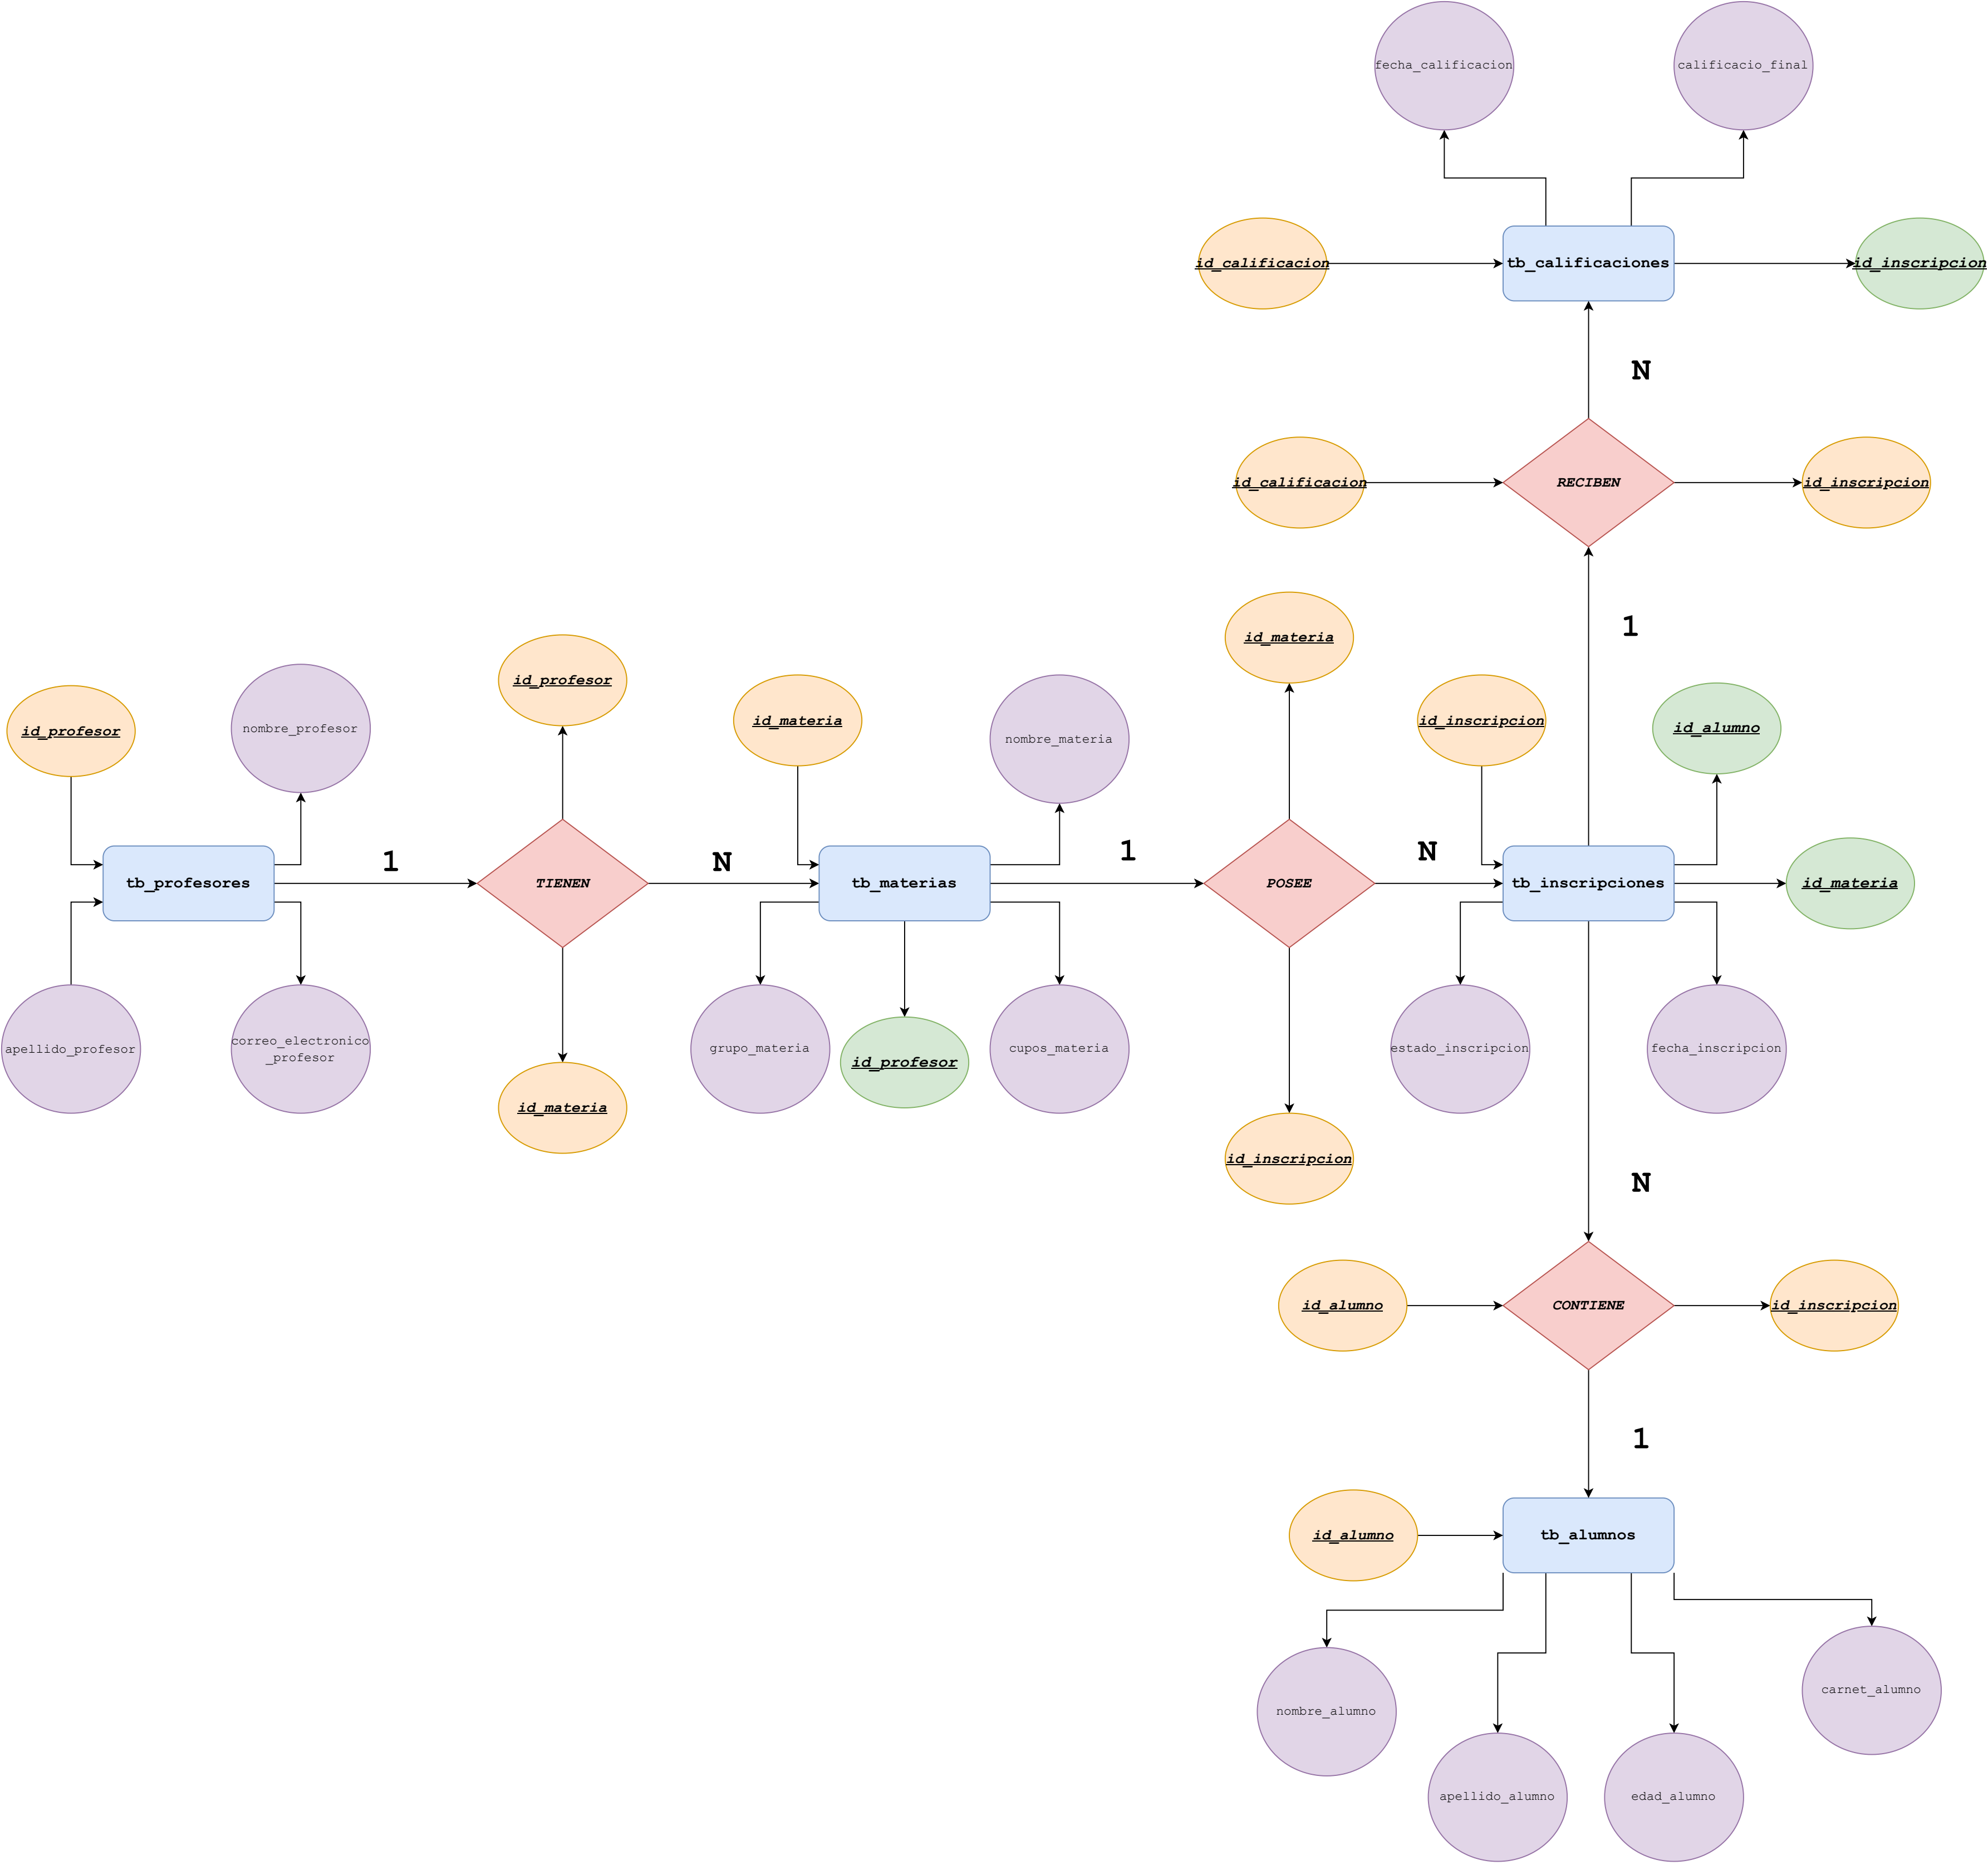 fecha_calificacion
calificacio_final
id_calificacion
tb_calificaciones
id_inscripcion
N
id_calificacion
RECIBEN
id_inscripcion
1
id_materia
id_profesor
id_profesor
nombre_profesor
id_materia
nombre_materia
id_inscripcion
id_alumno
tb_profesores
1
TIENEN
N
tb_materias
1
POSEE
N
tb_inscripciones
id_materia
apellido_profesor
correo_electronico
_profesor
grupo_materia
id_profesor
cupos_materia
estado_inscripcion
fecha_inscripcion
id_materia
id_inscripcion
N
id_alumno
CONTIENE
id_inscripcion
1
id_alumno
tb_alumnos
nombre_alumno
carnet_alumno
apellido_alumno
edad_alumno